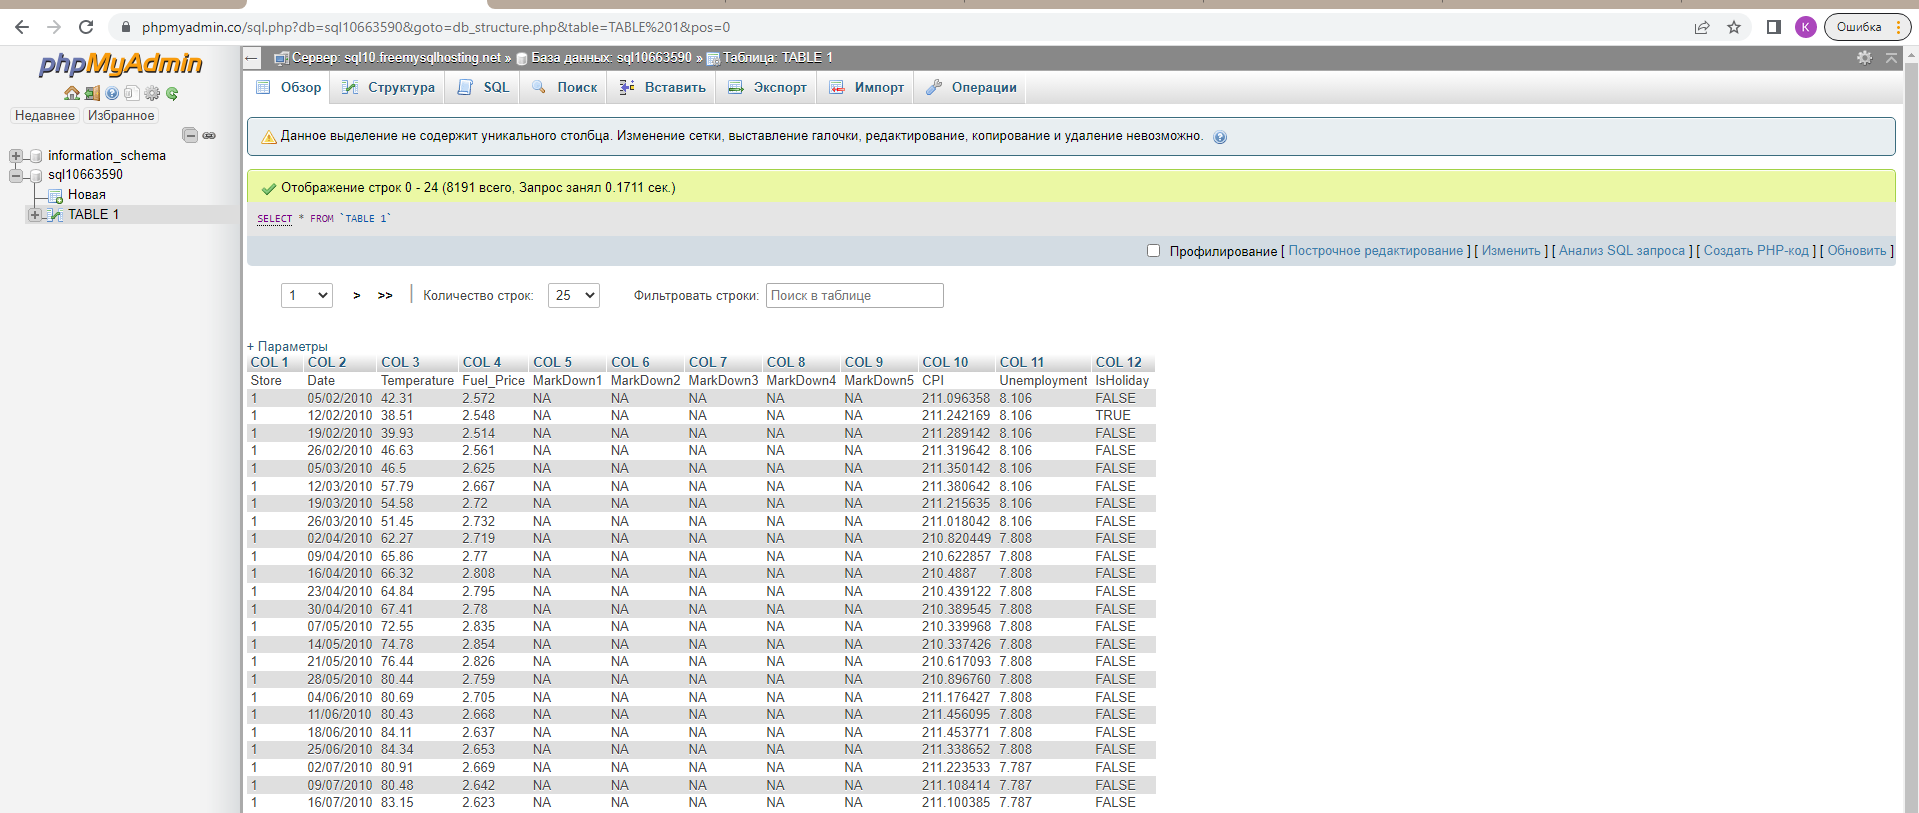 phpmyadmin.co/sql.php?db=sql10663590&goto=db_structure.php&table=TABLE%201&pos=0
K
Ошибка
phpMyAdmin
Недавнее Избранное
information_schema
sql10663590
Новая
TABLE 1
Сервер: sql10.freemysqlhosting.net » База данных: sql10663590 » Таблица: TABLE 1
Обзор Структура SQL Поиск Вставить Экспорт Импорт Операции
Данное выделение не содержит уникального столбца. Изменение сетки, выставление галочки, редактирование, копирование и удаление невозможно.
Отображение строк 0 - 24 (8191 всего, Запрос занял 0.1711 сек.)
SELECT * FROM `TABLE 1`
Профилирование [ Построчное редактирование ] [ Изменить ] [ Анализ SQL запроса ] [ Создать PHP-код ] [ Обновить ]
1 > >> | Количество строк: 25 Фильтровать строки: Поиск в таблице
+ Параметры
COL 1 COL 2 COL 3 COL 4 COL 5 COL 6 COL 7 COL 8 COL 9 COL 10 COL 11 COL 12
Store Date Temperature Fuel_Price MarkDown1 MarkDown2 MarkDown3 MarkDown4 MarkDown5 CPI Unemployment IsHoliday
1 05/02/2010 42.31 2.572 NA NA NA NA NA 211.096358 8.106 FALSE
1 12/02/2010 38.51 2.548 NA NA NA NA NA 211.242169 8.106 TRUE
1 19/02/2010 39.93 2.514 NA NA NA NA NA 211.289142 8.106 FALSE
1 26/02/2010 46.63 2.561 NA NA NA NA NA 211.319642 8.106 FALSE
1 05/03/2010 46.5 2.625 NA NA NA NA NA 211.350142 8.106 FALSE
1 12/03/2010 57.79 2.667 NA NA NA NA NA 211.380642 8.106 FALSE
1 19/03/2010 54.58 2.72 NA NA NA NA NA 211.215635 8.106 FALSE
1 26/03/2010 51.45 2.732 NA NA NA NA NA 211.018042 8.106 FALSE
1 02/04/2010 62.27 2.719 NA NA NA NA NA 210.820449 7.808 FALSE
1 09/04/2010 65.86 2.77 NA NA NA NA NA 210.622857 7.808 FALSE
1 16/04/2010 66.32 2.808 NA NA NA NA NA 210.4887 7.808 FALSE
1 23/04/2010 64.84 2.795 NA NA NA NA NA 210.439122 7.808 FALSE
1 30/04/2010 67.41 2.78 NA NA NA NA NA 210.389545 7.808 FALSE
1 07/05/2010 72.55 2.835 NA NA NA NA NA 210.339968 7.808 FALSE
1 14/05/2010 74.78 2.854 NA NA NA NA NA 210.337426 7.808 FALSE
1 21/05/2010 76.44 2.826 NA NA NA NA NA 210.617093 7.808 FALSE
1 28/05/2010 80.44 2.759 NA NA NA NA NA 210.896760 7.808 FALSE
1 04/06/2010 80.69 2.705 NA NA NA NA NA 211.176427 7.808 FALSE
1 11/06/2010 80.43 2.668 NA NA NA NA NA 211.456095 7.808 FALSE
1 18/06/2010 84.11 2.637 NA NA NA NA NA 211.453771 7.808 FALSE
1 25/06/2010 84.34 2.653 NA NA NA NA NA 211.338652 7.808 FALSE
1 02/07/2010 80.91 2.669 NA NA NA NA NA 211.223533 7.787 FALSE
1 09/07/2010 80.48 2.642 NA NA NA NA NA 211.108414 7.787 FALSE
1 16/07/2010 83.15 2.623 NA NA NA NA NA 211.100385 7.787 FALSE